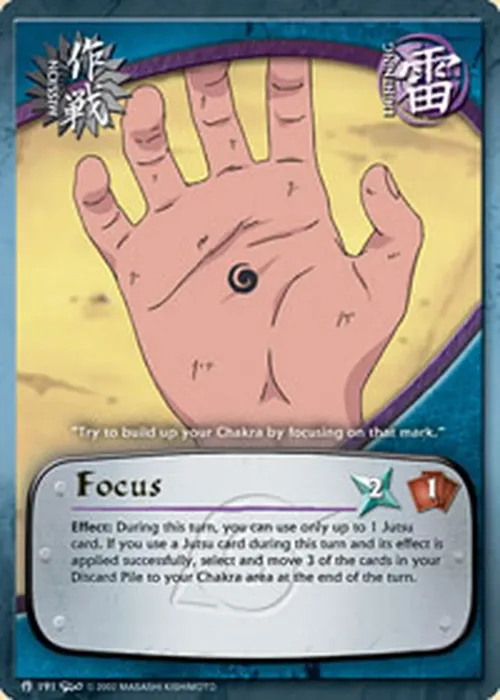 MISSION
作戦
LIGHTNING
雷
"Try to build up your Chakra by focusing on that mark."
Focus
2
1
Effect: During this turn, you can use only up to 1 Jutsu
card. If you use a Jutsu card during this turn and its effect is
applied successfully, select and move 3 of the cards in your
Discard Pile to your Chakra area at the end of the turn.
191 © 2002 MASASHI KISHIMOTO